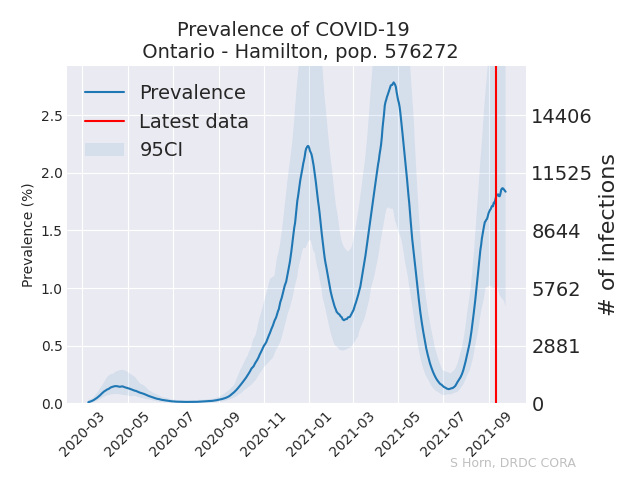 Prevalence of COVID-19
Ontario - Hamilton, pop. 576272
Prevalence
Latest data
95CI
Prevalence (%)
2.5
2.0
1.5
1.0
0.5
0.0
14406
11525
8644
5762
2881
0
# of infections
2020-03
2020-05
2020-07
2020-09
2020-11
2021-01
2021-03
2021-05
2021-07
2021-09
S Horn, DRDC CORA